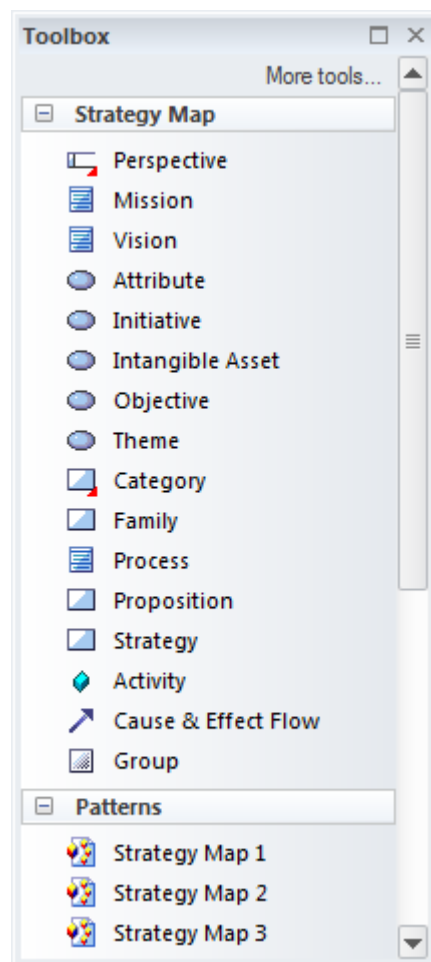 Toolbox
More tools...
Strategy Map
Perspective
Mission
Vision
Attribute
Initiative
Intangible Asset
Objective
Theme
Category
Family
Process
Proposition
Strategy
Activity
Cause & Effect Flow
Group
Patterns
Strategy Map 1
Strategy Map 2
Strategy Map 3